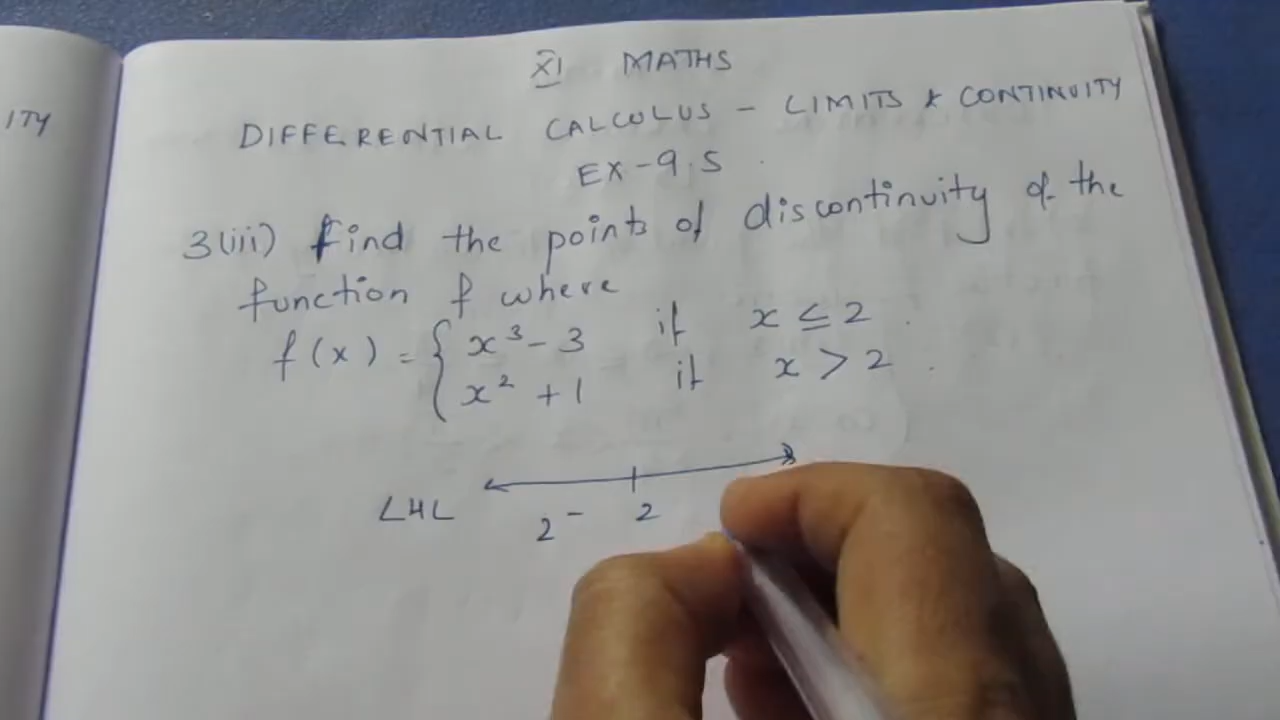 ITY
XI MATHS
DIFFERENTIAL CALCULUS - LIMITS & CONTINUITY
EX-9.5
3(iii) Find the points of discontinuity of the
function f where
f(x) = { x³ - 3 if x ≤ 2
x² + 1 if x > 2
LHL 2⁻ 2